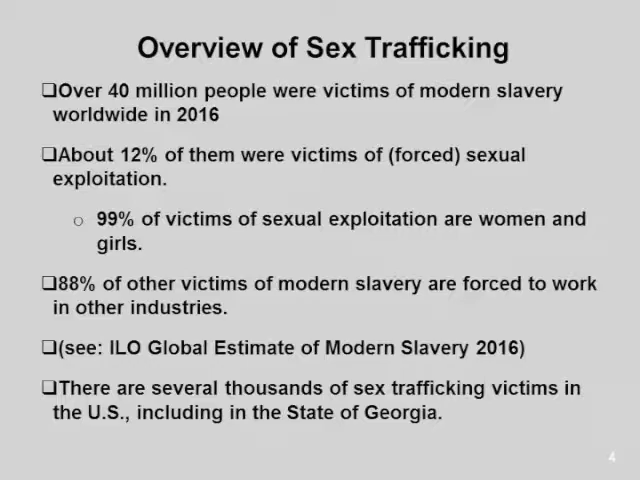 Overview of Sex Trafficking
❑Over 40 million people were victims of modern slavery
worldwide in 2016
❑About 12% of them were victims of (forced) sexual
exploitation.
o 99% of victims of sexual exploitation are women and
girls.
❑88% of other victims of modern slavery are forced to work
in other industries.
❑(see: ILO Global Estimate of Modern Slavery 2016)
❑There are several thousands of sex trafficking victims in
the U.S., including in the State of Georgia.
4